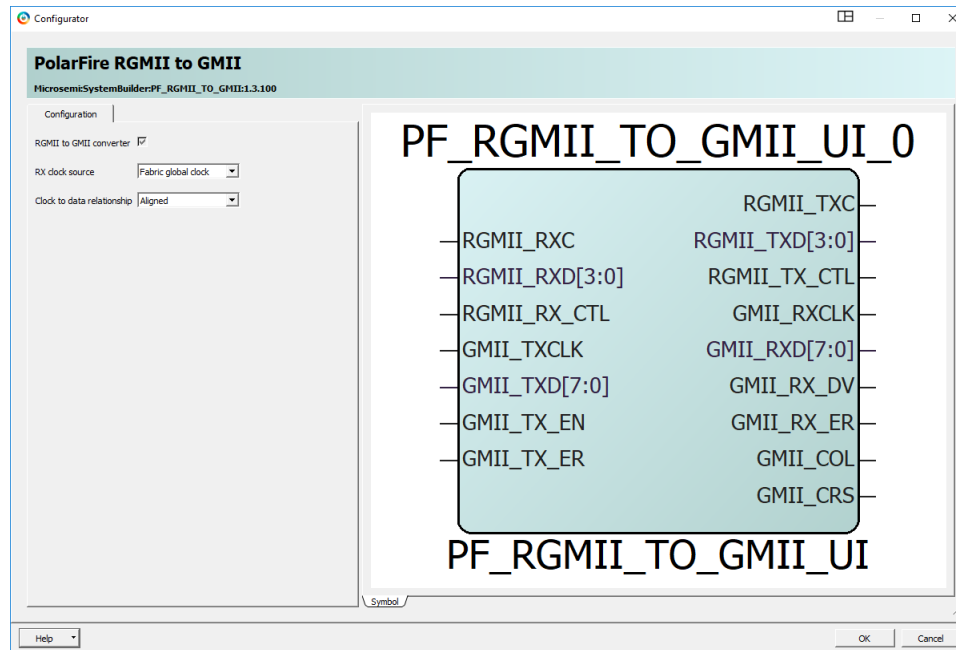 Configurator
PolarFire RGMII to GMII
Microsemi:SystemBuilder:PF_RGMII_TO_GMII:1.3.100
Configuration
RGMII to GMII converter
RX clock source Fabric global clock
Clock to data relationship Aligned
PF_RGMII_TO_GMII_UI_0
RGMII_TXC
RGMII_RXC RGMII_TXD[3:0]
RGMII_RXD[3:0] RGMII_TX_CTL
RGMII_RX_CTL GMII_RXCLK
GMII_TXCLK GMII_RXD[7:0]
GMII_TXD[7:0] GMII_RX_DV
GMII_TX_EN GMII_RX_ER
GMII_TX_ER GMII_COL
GMII_CRS
PF_RGMII_TO_GMII_UI
Symbol
Help OK Cancel